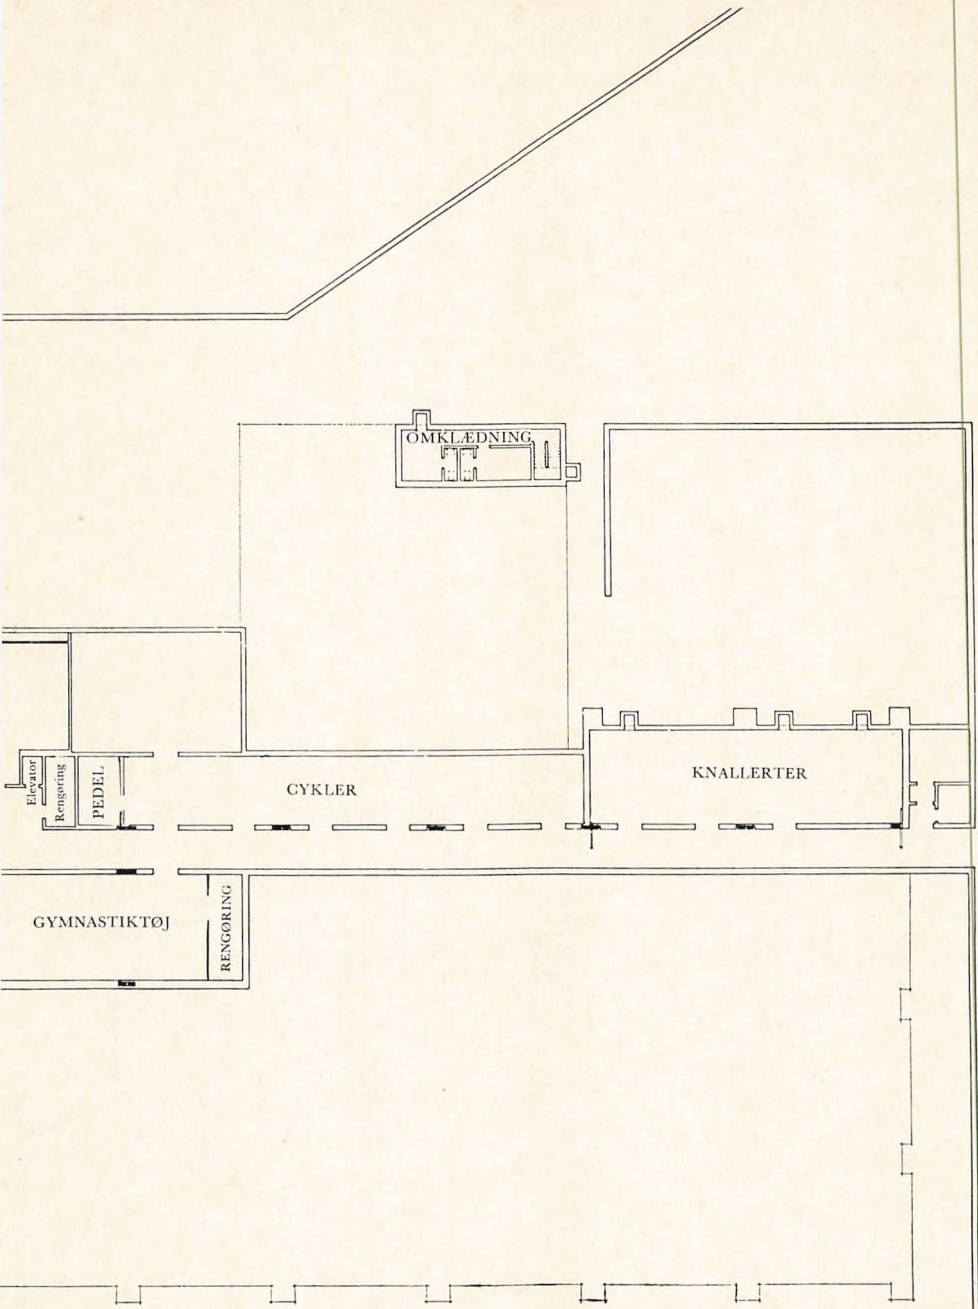 OMKLÆDNING
Elevator
Rengøring
PEDEL
CYKLER
KNALLERTER
GYMNASTIKTØJ
RENGØRING